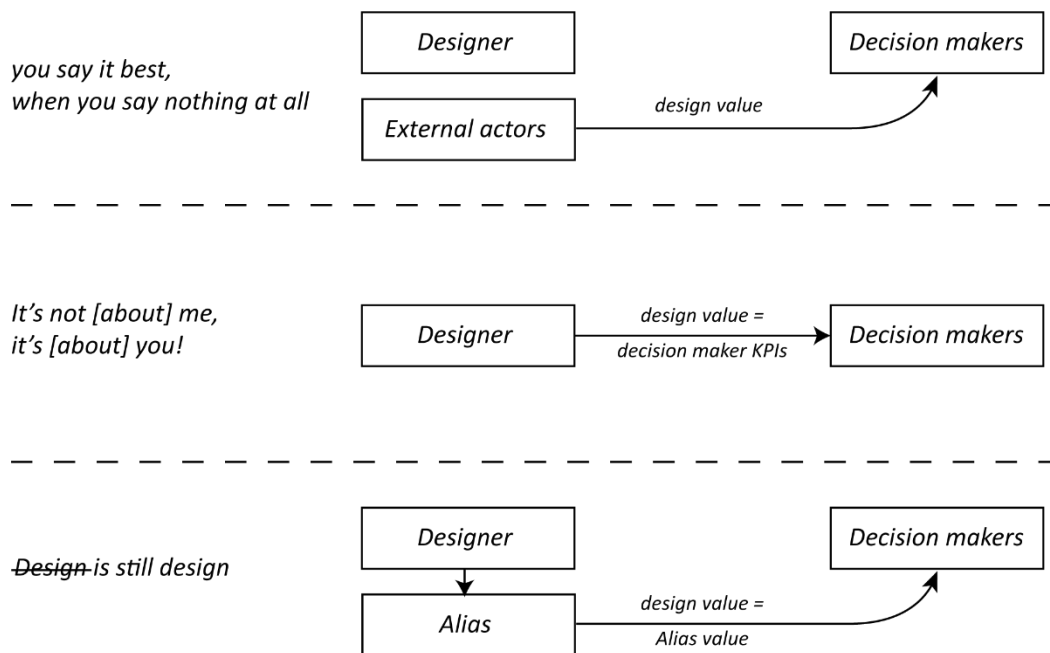 you say it best,
when you say nothing at all
Designer
Decision makers
External actors
design value
It's not [about] me,
it's [about] you!
Designer
design value =
decision maker KPIs
Decision makers
Design is still design
Designer
Decision makers
Alias
design value =
Alias value